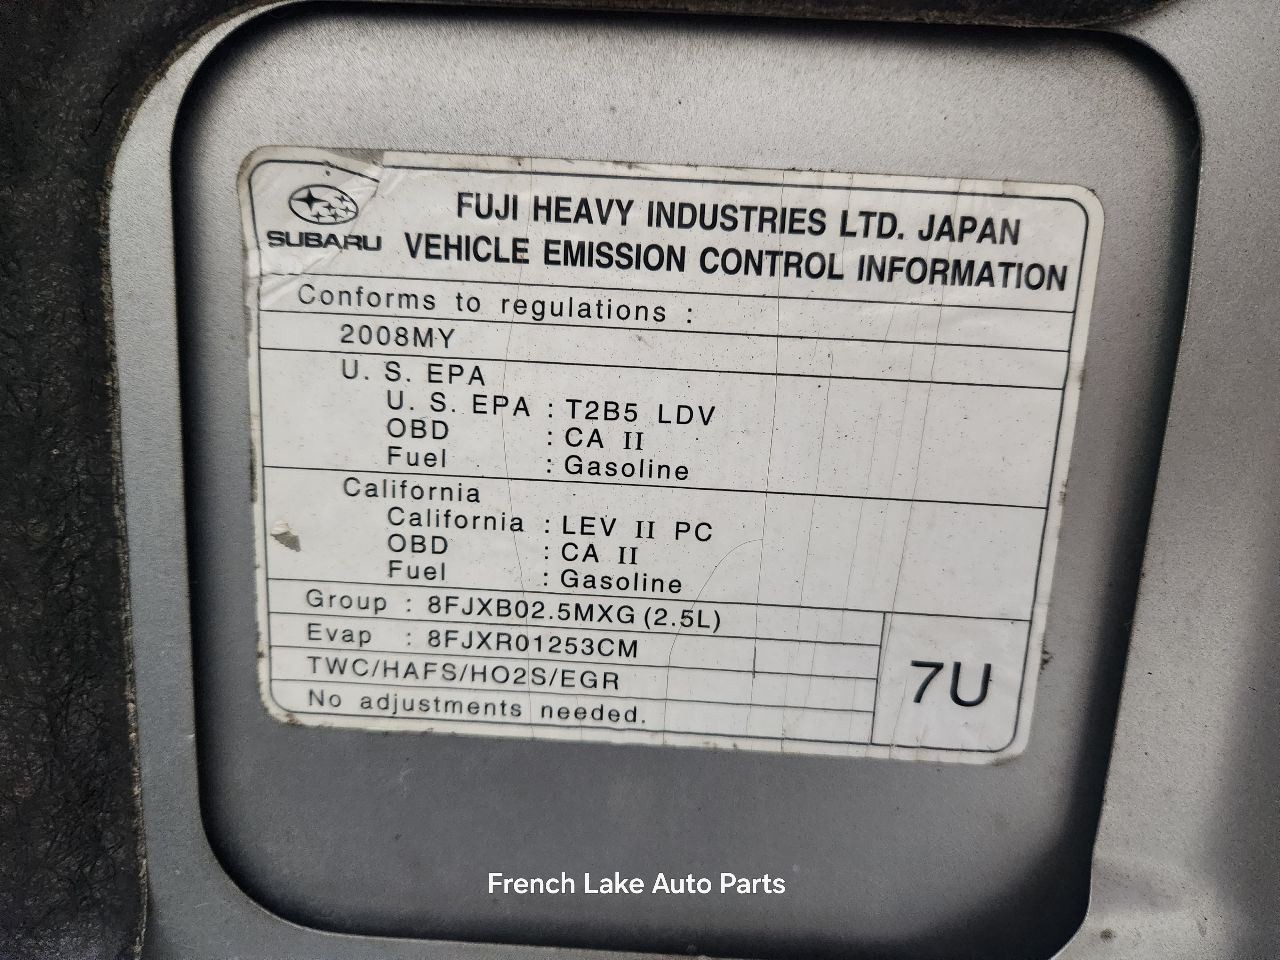 SUBARU
FUJI HEAVY INDUSTRIES LTD. JAPAN
VEHICLE EMISSION CONTROL INFORMATION
Conforms to regulations :
2008MY
U. S. EPA
U. S. EPA : T2B5 LDV
OBD : CA II
Fuel : Gasoline
California
California : LEV II PC
OBD : CA II
Fuel : Gasoline
Group : 8FJXB02.5MXG (2.5L)
Evap : 8FJXR01253CM
TWC/HAFS/HO2S/EGR
No adjustments needed.
7U
French Lake Auto Parts